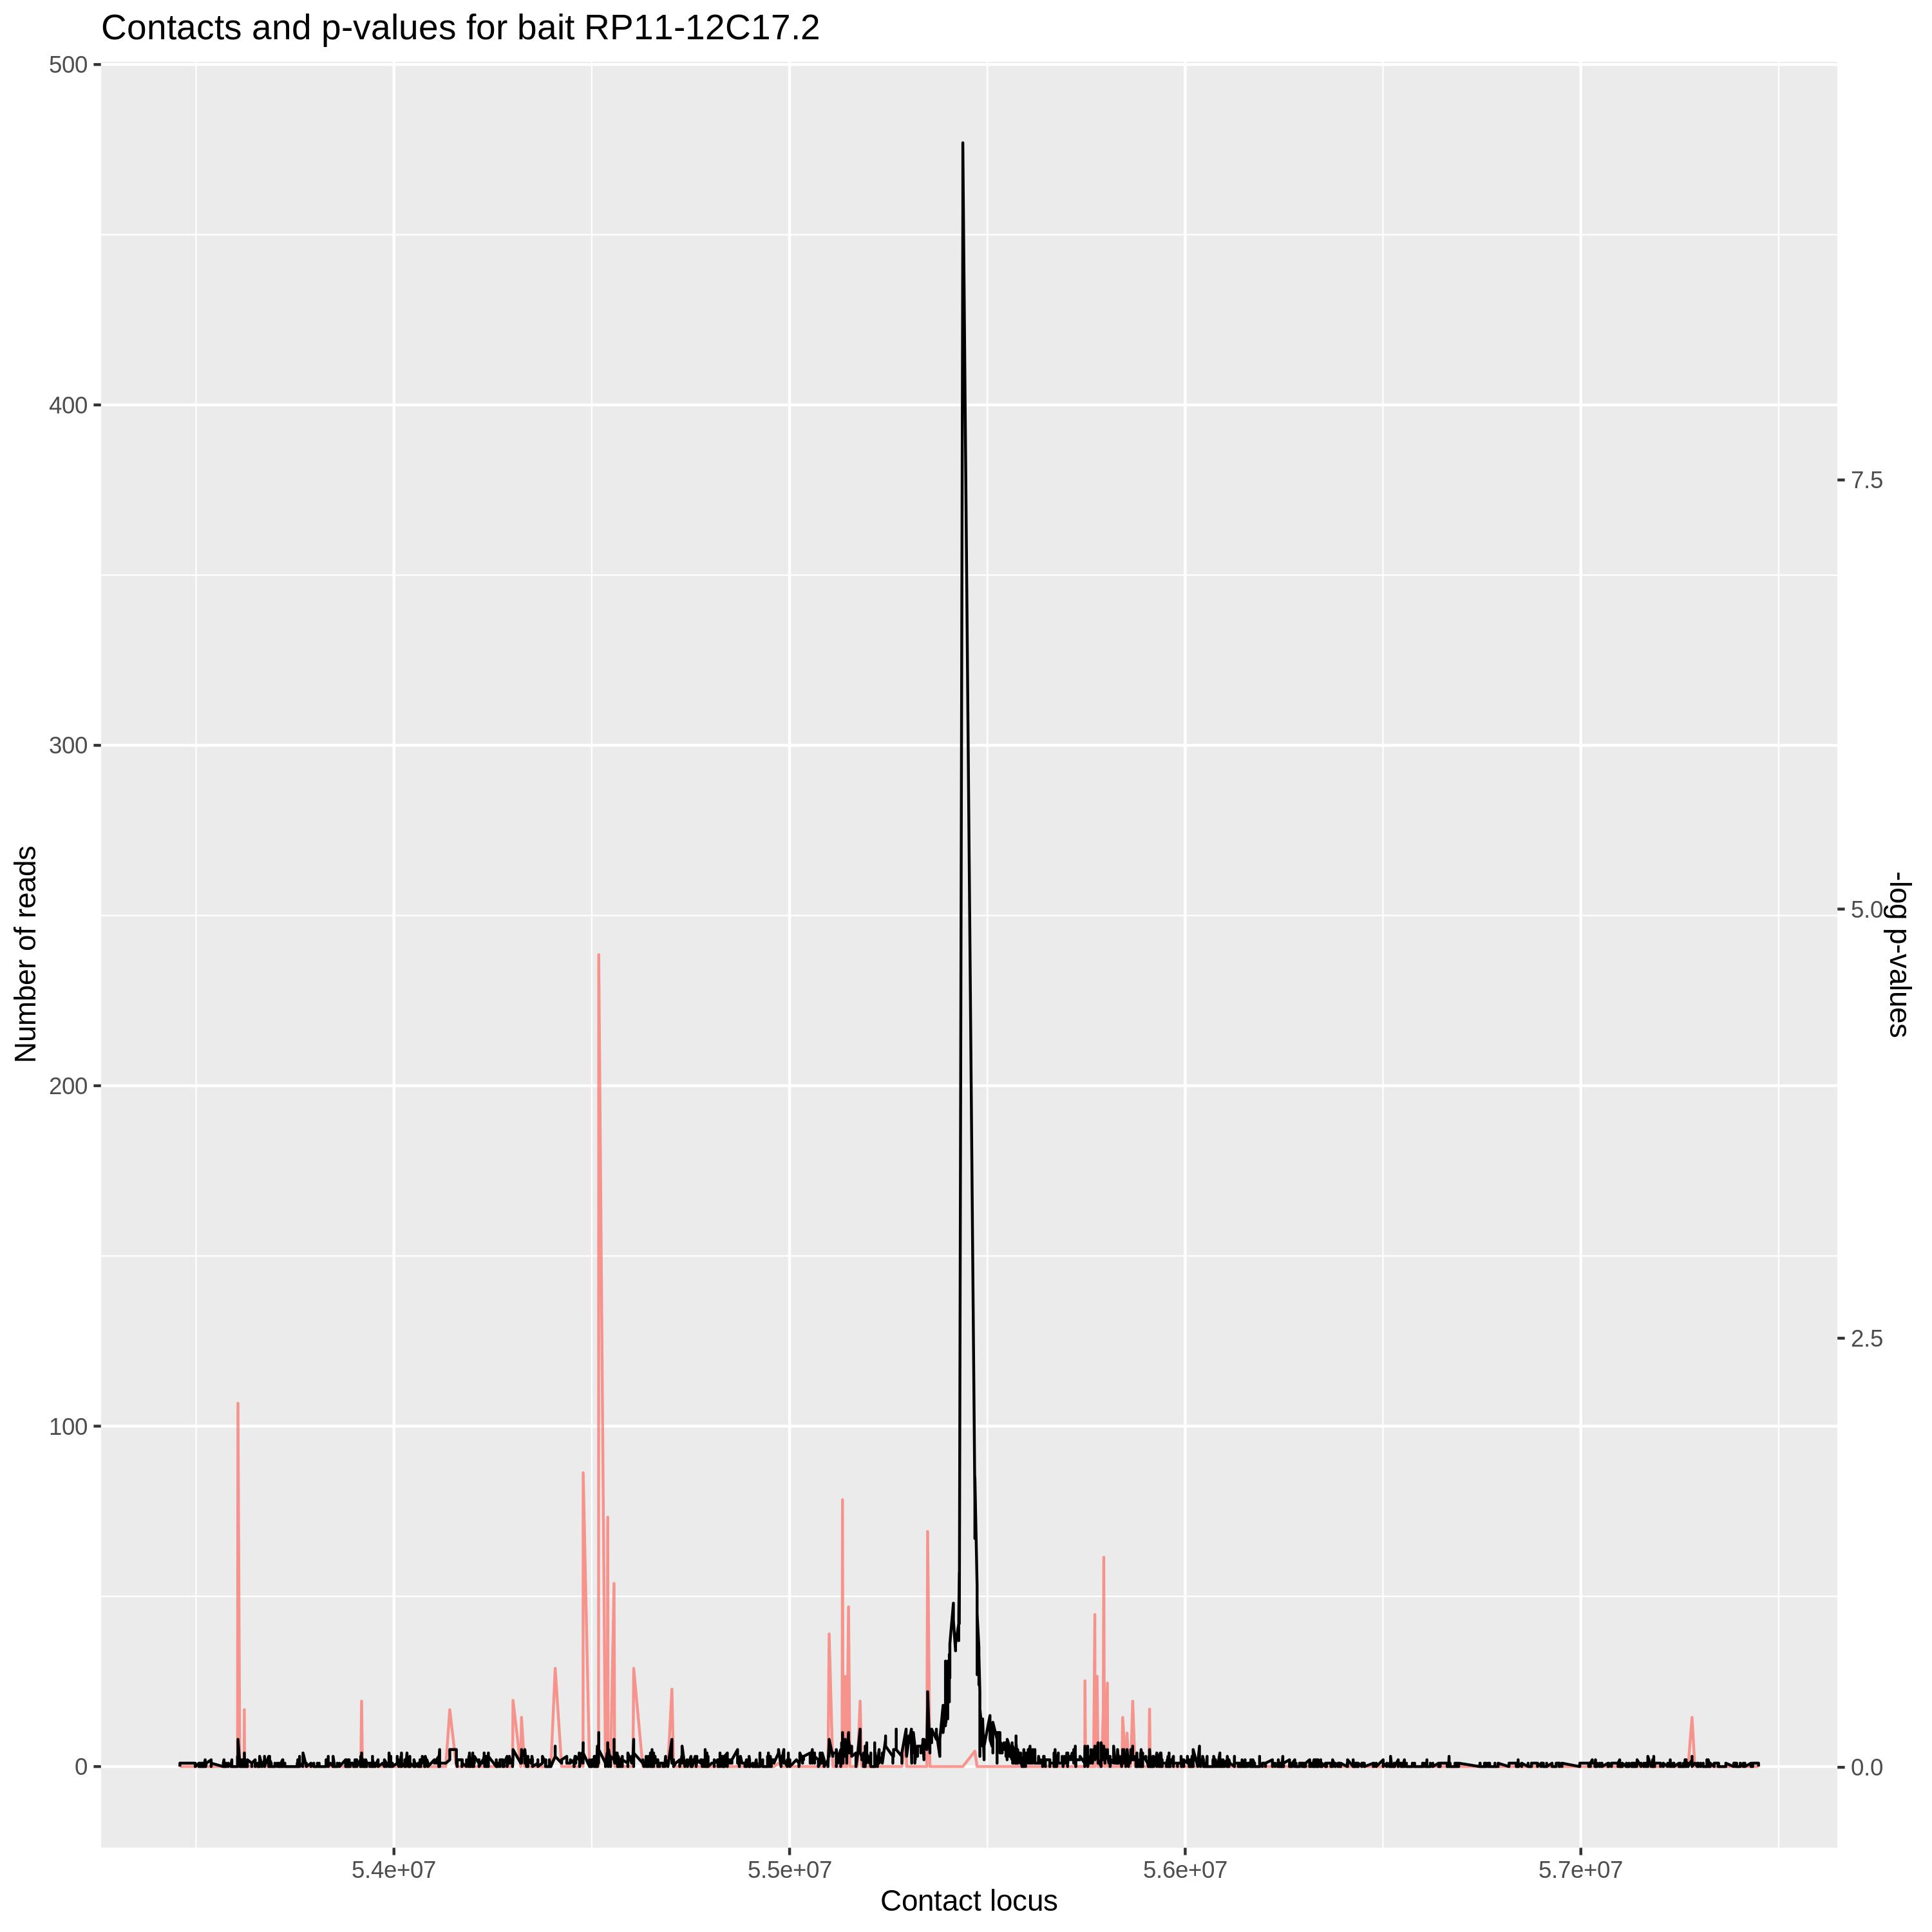 Contacts and p-values for bait RP11-12C17.2
500
400
300
200
100
0
Number of reads
7.5
5.0
2.5
0.0
-log p-values
5.4e+07
5.5e+07
5.6e+07
5.7e+07
Contact locus